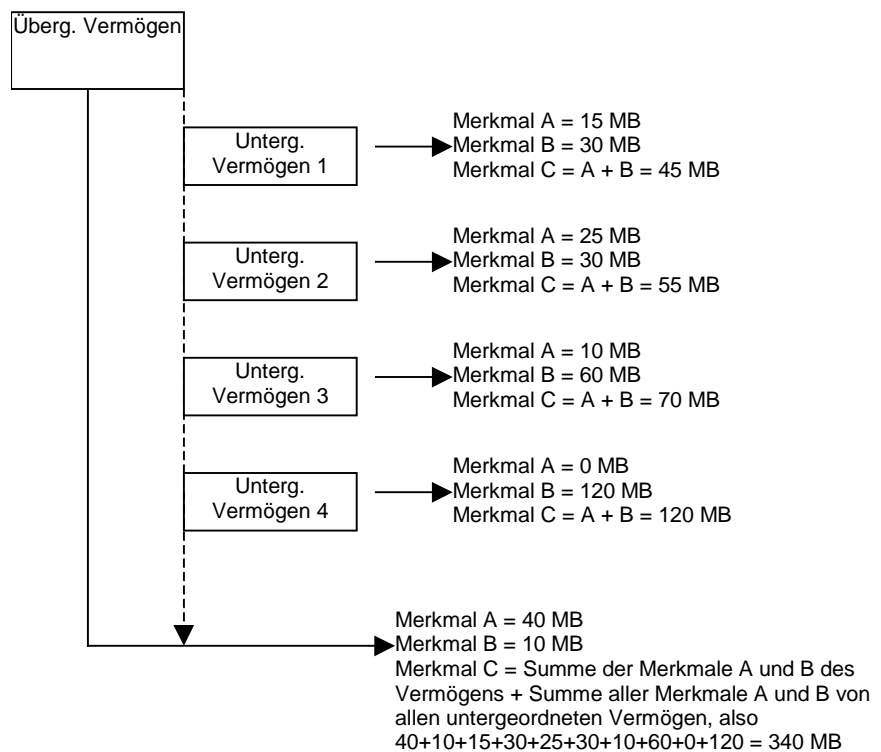 Überg. Vermögen
Unterg.
Vermögen 1
Merkmal A = 15 MB
Merkmal B = 30 MB
Merkmal C = A + B = 45 MB
Unterg.
Vermögen 2
Merkmal A = 25 MB
Merkmal B = 30 MB
Merkmal C = A + B = 55 MB
Unterg.
Vermögen 3
Merkmal A = 10 MB
Merkmal B = 60 MB
Merkmal C = A + B = 70 MB
Unterg.
Vermögen 4
Merkmal A = 0 MB
Merkmal B = 120 MB
Merkmal C = A + B = 120 MB
Merkmal A = 40 MB
Merkmal B = 10 MB
Merkmal C = Summe der Merkmale A und B des
Vermögens + Summe aller Merkmale A und B von
allen untergeordneten Vermögen, also
40+10+15+30+25+30+10+60+0+120 = 340 MB